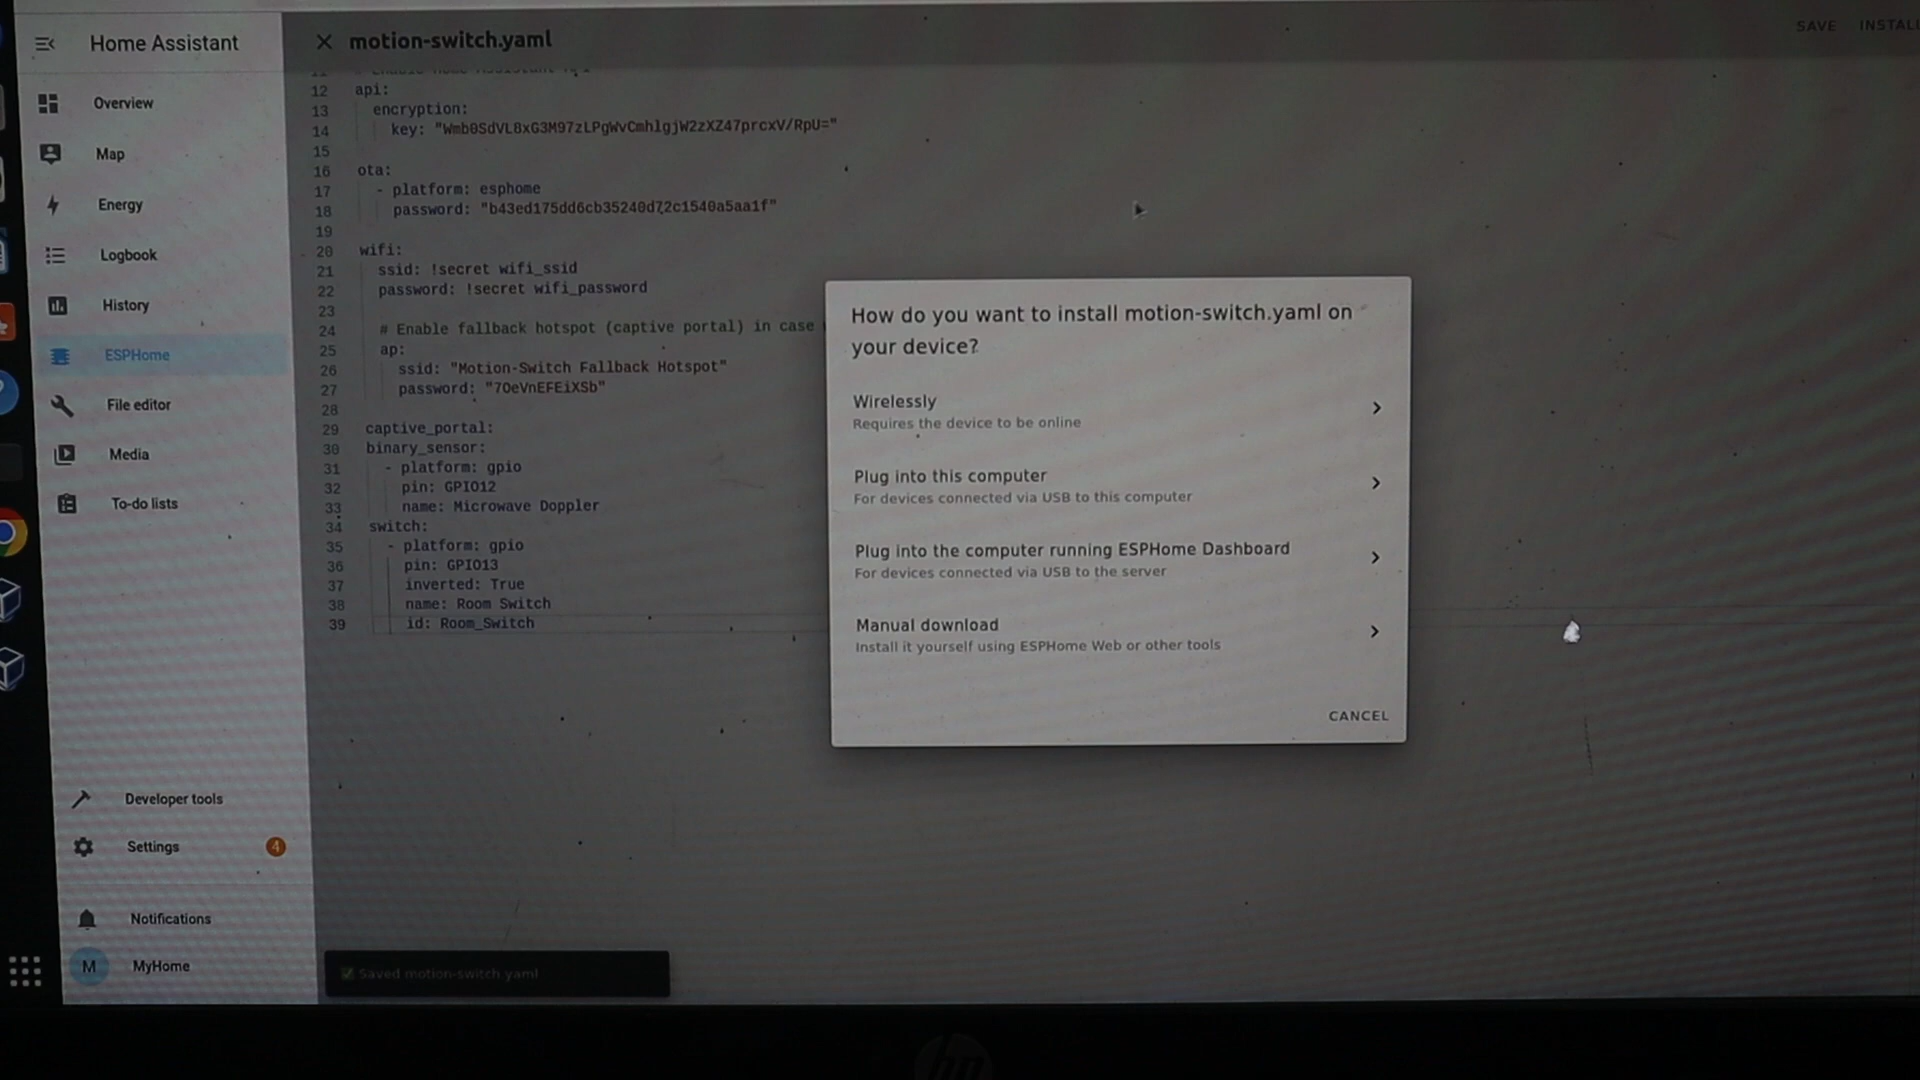 Home Assistant
motion-switch.yaml
SAVE
INSTALL
Overview
Map
Energy
Logbook
History
ESPHome
File editor
Media
To-do lists
Developer tools
Settings
4
Notifications
M
MyHome
12 api:
13 encryption:
14 key: "Wmb0SdVL8xG3M97zLPgWvCmhlgjW2zXZ47prcxV/RpU="
15
16 ota:
17 - platform: esphome
18 password: "b43ed175dd6cb35240d72c1540a5aa1f"
19
20 wifi:
21 ssid: !secret wifi_ssid
22 password: !secret wifi_password
23
24 # Enable fallback hotspot (captive portal) in case
25 ap:
26 ssid: "Motion-Switch Fallback Hotspot"
27 password: "7OeVnEFEiXSb"
28
29 captive_portal:
30 binary_sensor:
31 - platform: gpio
32 pin: GPIO12
33 name: Microwave Doppler
34 switch:
35 - platform: gpio
36 pin: GPIO13
37 inverted: True
38 name: Room Switch
39 id: Room_Switch
How do you want to install motion-switch.yaml on
your device?
Wirelessly
Requires the device to be online
Plug into this computer
For devices connected via USB to this computer
Plug into the computer running ESPHome Dashboard
For devices connected via USB to the server
Manual download
Install it yourself using ESPHome Web or other tools
CANCEL
Saved motion-switch.yaml
hp